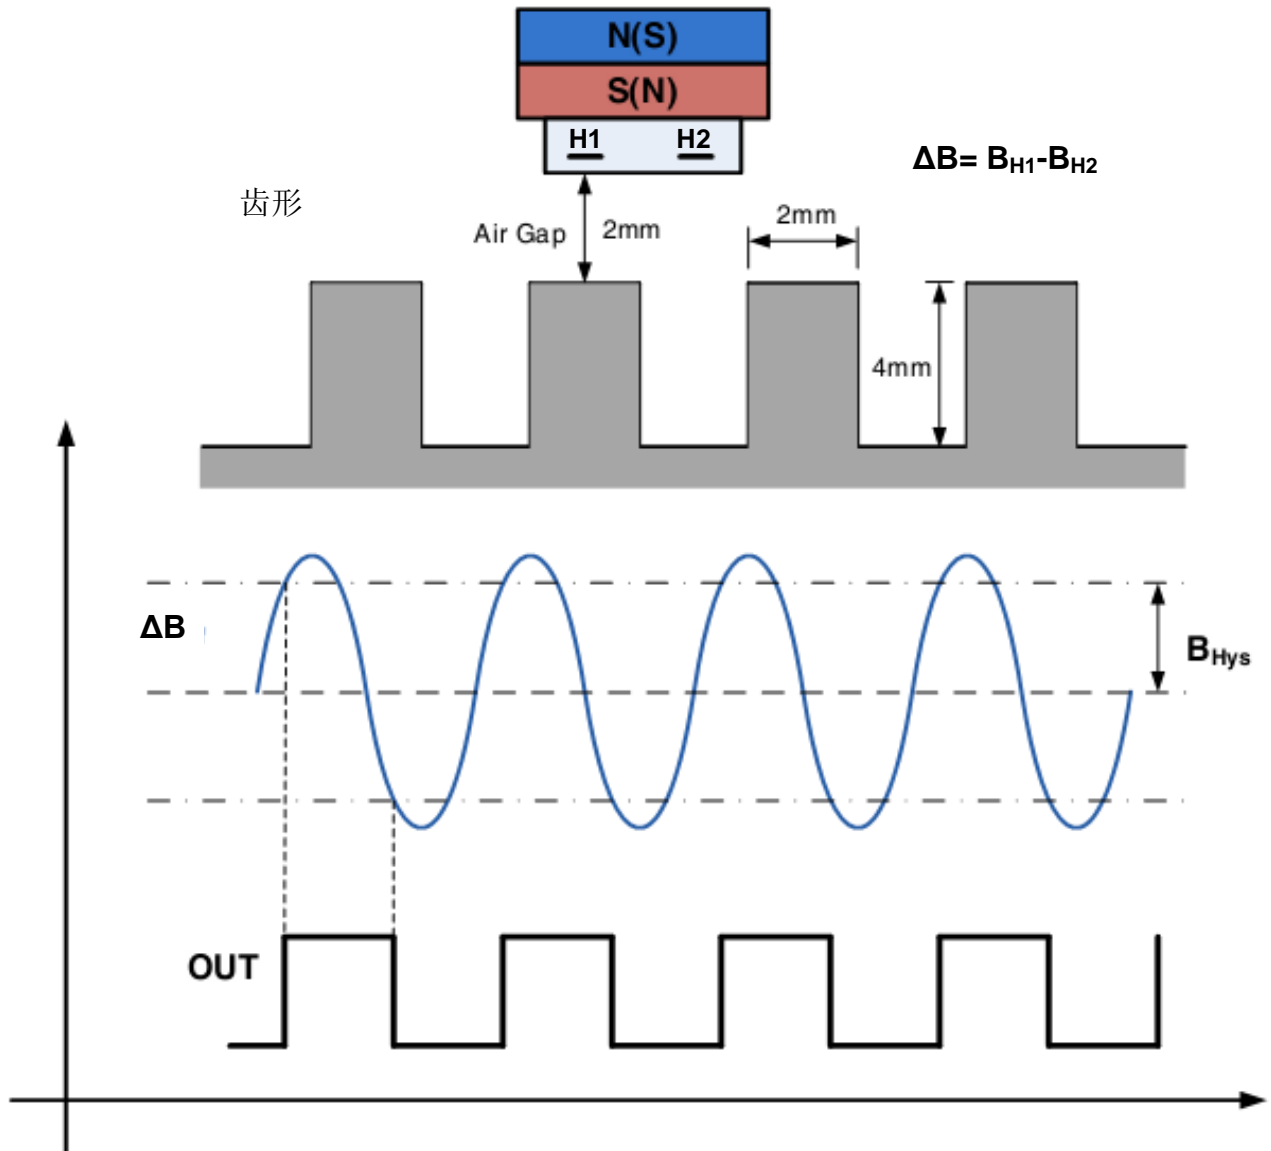 N(S)
S(N)
H1 H2
ΔB= BH1-BH2
齿形
2mm
Air Gap 2mm
4mm
ΔB
BHys
OUT